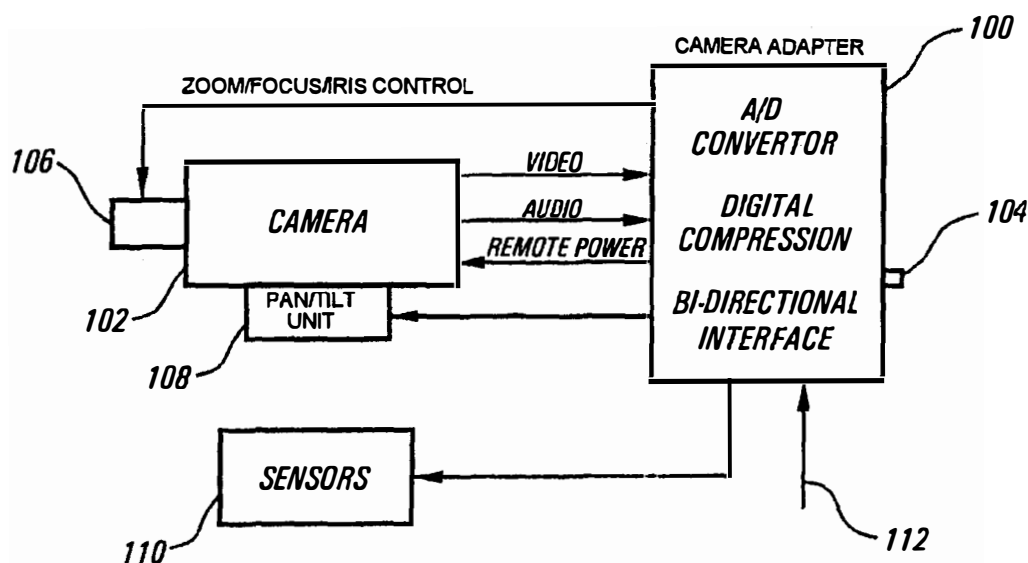 100
CAMERA ADAPTER
ZOOM/FOCUS/IRIS CONTROL
A/D
CONVERTOR
106
VIDEO
CAMERA
AUDIO
DIGITAL
COMPRESSION
104
REMOTE POWER
102
PAN/TILT
UNIT
BI-DIRECTIONAL
INTERFACE
108
SENSORS
110
112